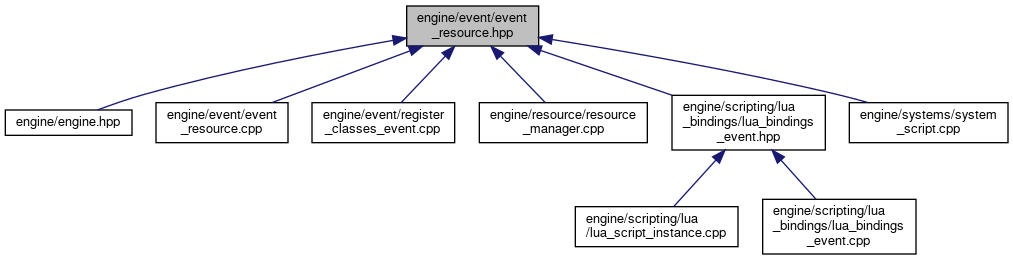 engine/event/event
_resource.hpp
engine/engine.hpp
engine/event/event
_resource.cpp
engine/event/register
_classes_event.cpp
engine/resource/resource
_manager.cpp
engine/scripting/lua
_bindings/lua_bindings
_event.hpp
engine/systems/system
_script.cpp
engine/scripting/lua
/lua_script_instance.cpp
engine/scripting/lua
_bindings/lua_bindings
_event.cpp